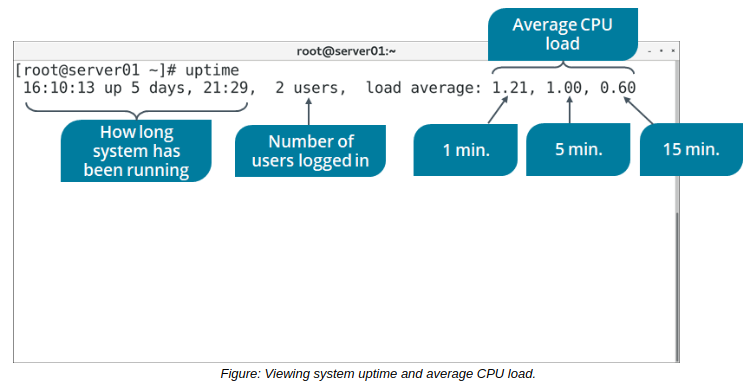 Average CPU
load
root@server01:~
[root@server01 ~]# uptime
16:10:13 up 5 days, 21:29,  2 users,  load average: 1.21, 1.00, 0.60
How long
system has
been running
Number of
users logged in
1 min.
5 min.
15 min.
Figure: Viewing system uptime and average CPU load.